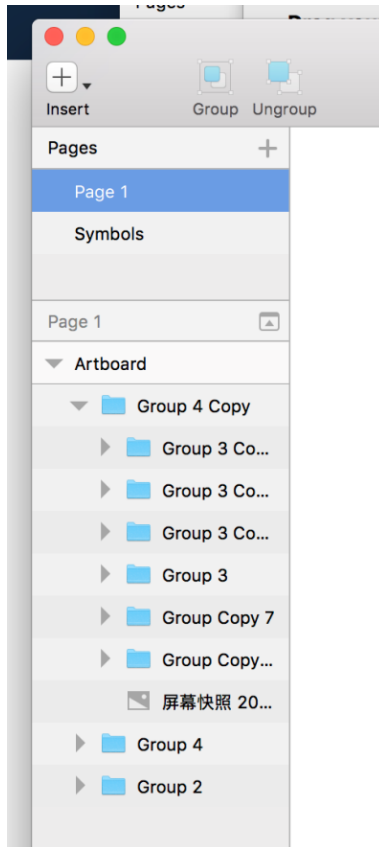 Pages
Insert
Group Ungroup
Pages
Page 1
Symbols
Page 1
Artboard
Group 4 Copy
Group 3 Co...
Group 3 Co...
Group 3 Co...
Group 3
Group Copy 7
Group Copy...
屏幕快照 20...
Group 4
Group 2